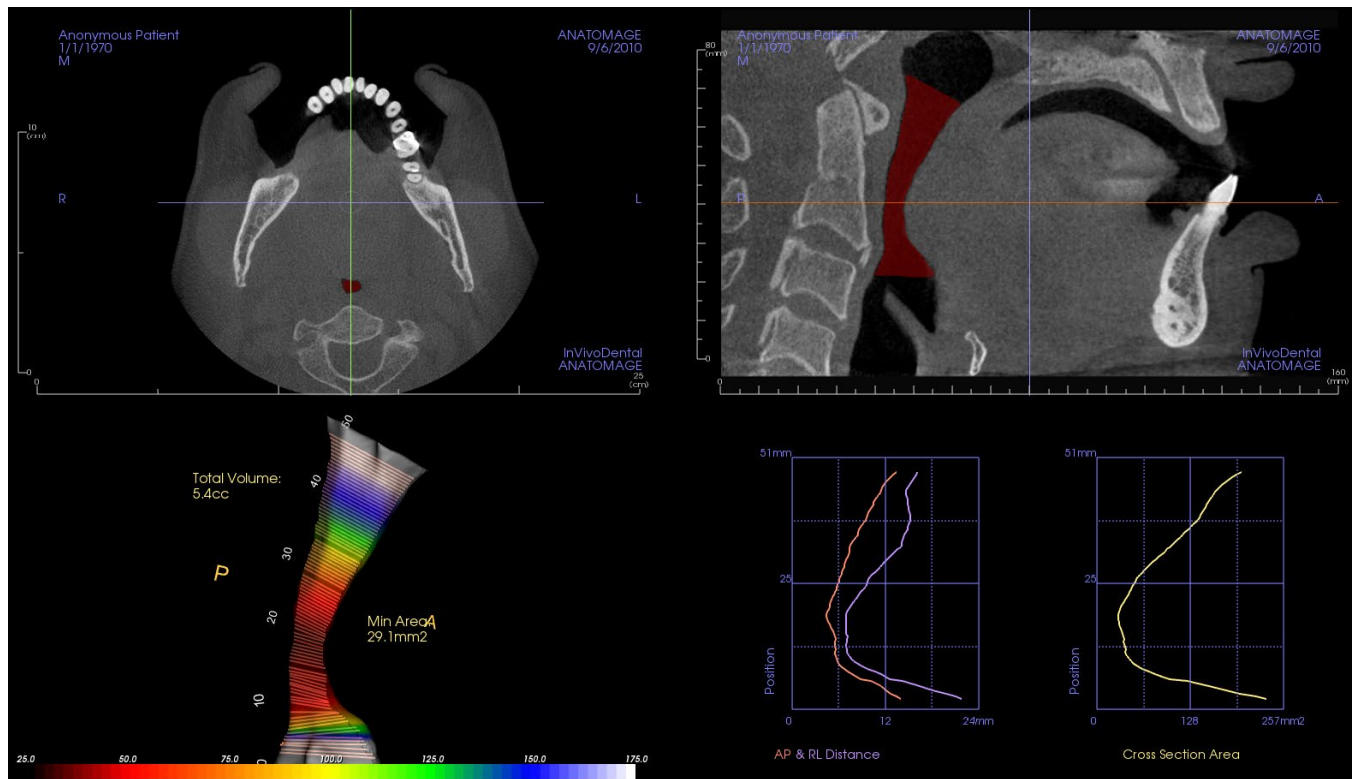 Anonymous Patient
1/1/1970
M
ANATOMAGE
9/6/2010
10
(cm)
R
L
InVivoDental
ANATOMAGE
0
0
25
(cm)
80
(mm)
Anonymous Patient
1/1/1970
M
ANATOMAGE
9/6/2010
P
A
InVivoDental
ANATOMAGE
0
0
160
(mm)
Total Volume:
5.4cc
50
40
30
20
10
0
P
A
Min Area:
29.1mm2
25.0 50.0 75.0 100.0 125.0 150.0 175.0
51mm
25
Position
0 12 24mm
AP & RL Distance
51mm
25
Position
0 128 257mm2
Cross Section Area